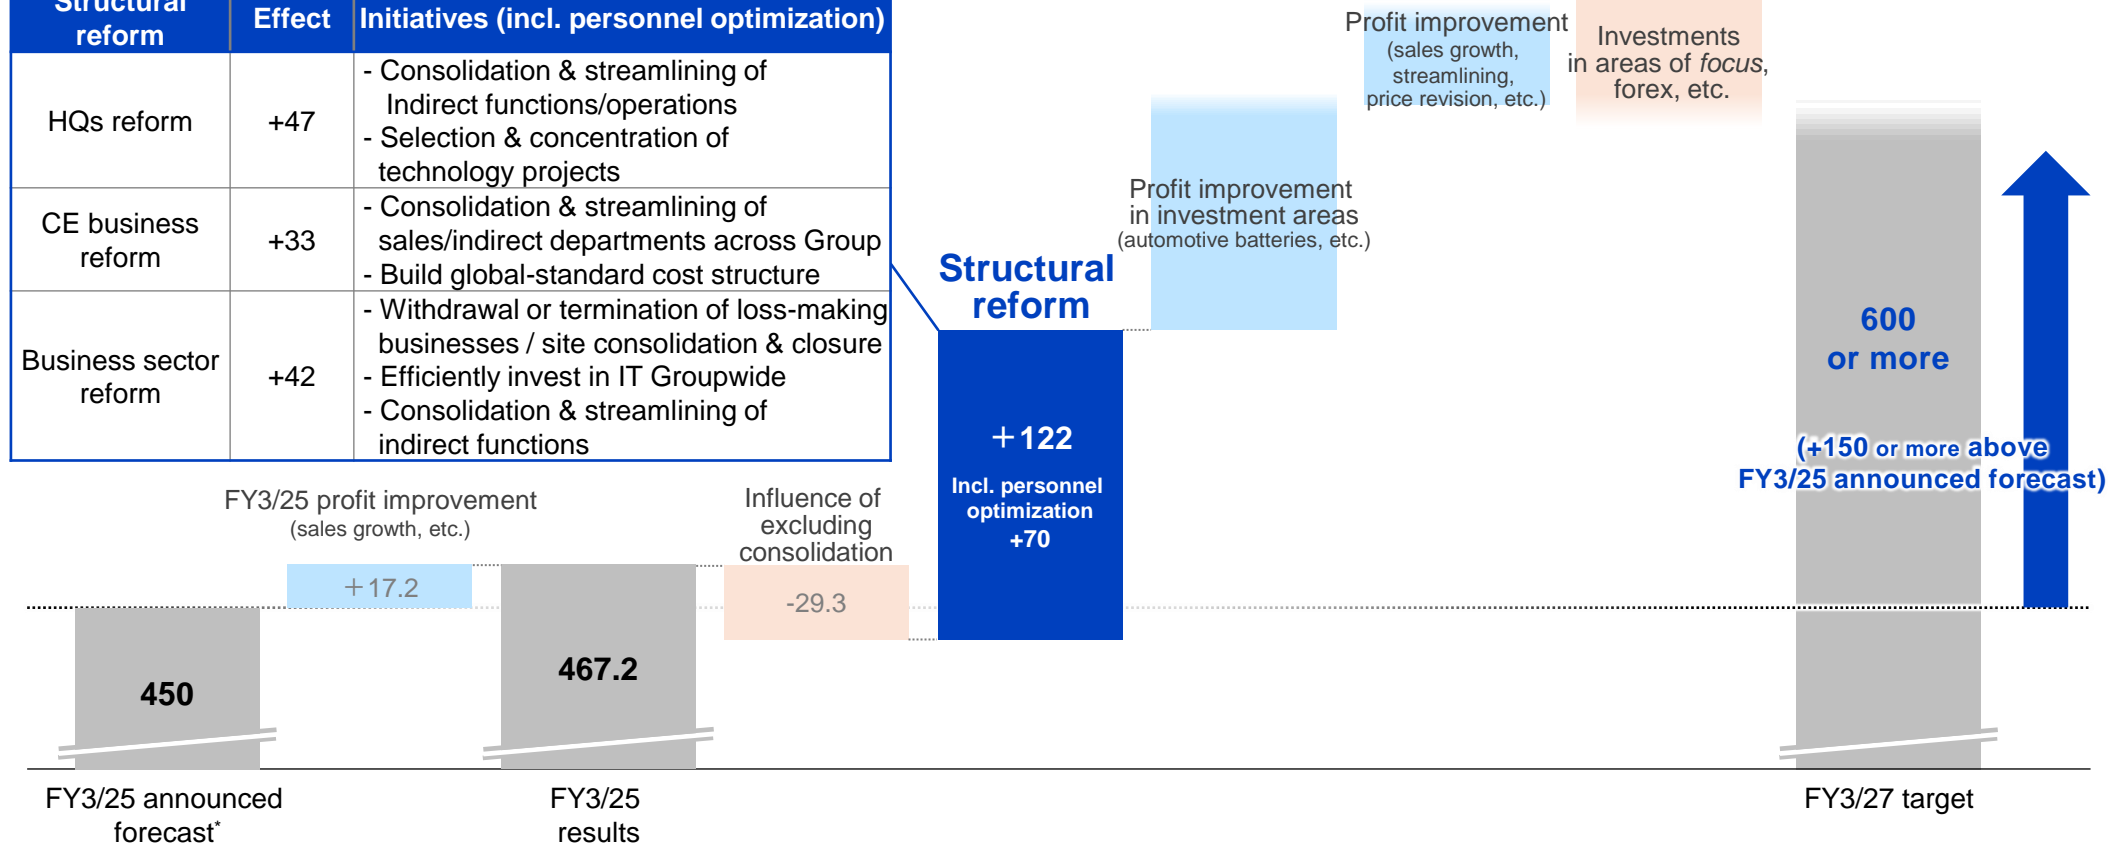 Structural
reform
Effect
Initiatives (incl. personnel optimization)
HQs reform
+47
- Consolidation & streamlining of
Indirect functions/operations
- Selection & concentration of
technology projects
CE business
reform
+33
- Consolidation & streamlining of
sales/indirect departments across Group
- Build global-standard cost structure
Business sector
reform
+42
- Withdrawal or termination of loss-making
businesses / site consolidation & closure
- Efficiently invest in IT Groupwide
- Consolidation & streamlining of
indirect functions
FY3/25 profit improvement
(sales growth, etc.)
+17.2
Influence of
excluding
consolidation
-29.3
Structural
reform
+122
Incl. personnel
optimization
+70
Profit improvement
in investment areas
(automotive batteries, etc.)
Profit improvement
(sales growth,
streamlining,
price revision, etc.)
Investments
in areas of focus,
forex, etc.
600
or more
(+150 or more above
FY3/25 announced forecast)
450
467.2
FY3/25 announced
forecast*
FY3/25
results
FY3/27 target